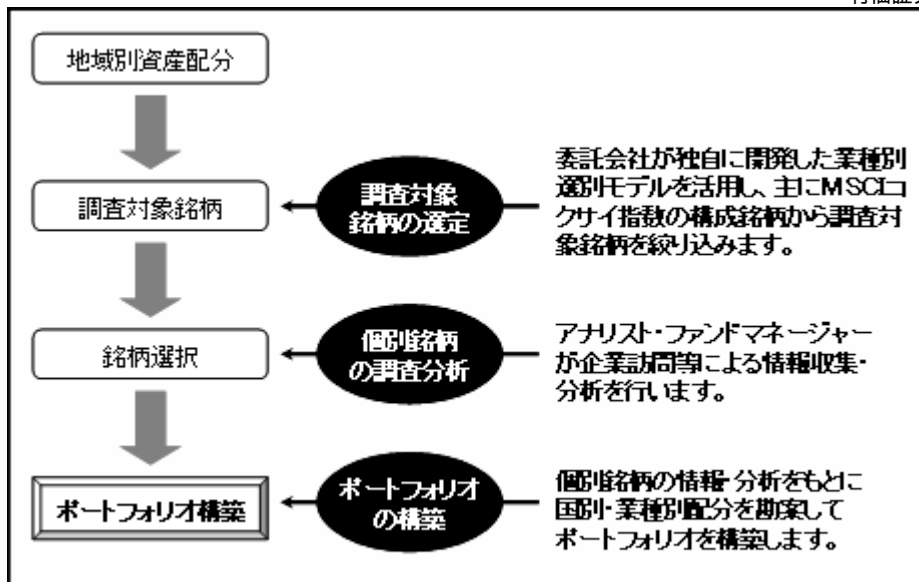 地域別資産配分
調査対象銘柄
調査対象
銘柄の選定
委託会社が独自に開発した業種別
選別モデルを活用し、主にMSCIコ
クサイ指数の構成銘柄から調査対
象銘柄を絞り込みます。
銘柄選択
個別銘柄
の調査分析
アナリスト・ファンドマネージャー
が企業訪問等による情報収集・
分析を行います。
ポートフォリオ構築
ポートフォリオ
の構築
個別銘柄の情報・分析をもとに
国別・業種別配分を勘案して
ポートフォリオを構築します。